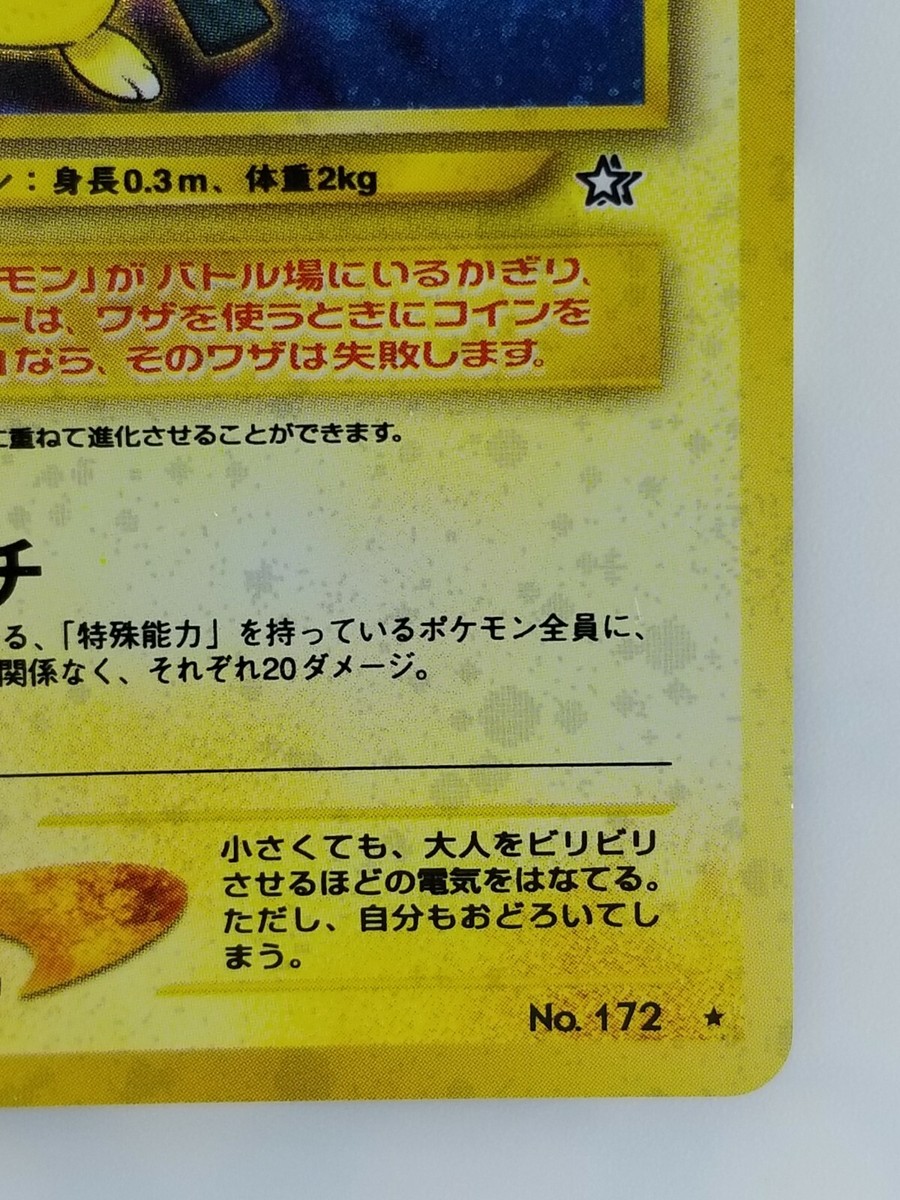 ン：身長0.3m、体重2kg
モン」がバトル場にいるかぎり、
ーは、ワザを使うときにコインを
なら、そのワザは失敗します。
に重ねて進化させることができます。
チ
る、「特殊能力」を持っているポケモン全員に、
関係なく、それぞれ20ダメージ。
小さくても、大人をビリビリ
させるほどの電気をはなてる。
ただし、自分もおどろいてし
まう。
No. 172 ★